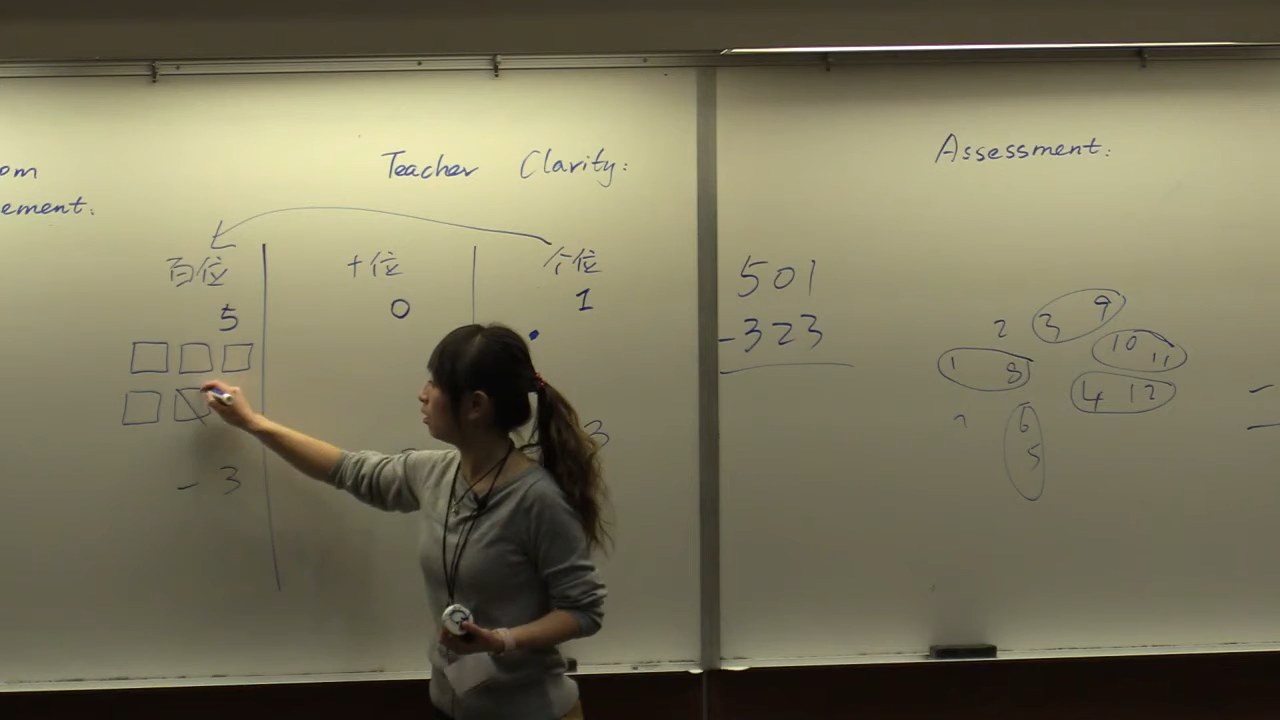 om
ement.
Teacher Clarity:
百位 十位 个位
5 0 1
- 3 3
501
-323
Assessment:
9
2 3
10 11
1 8
4 12
6
5